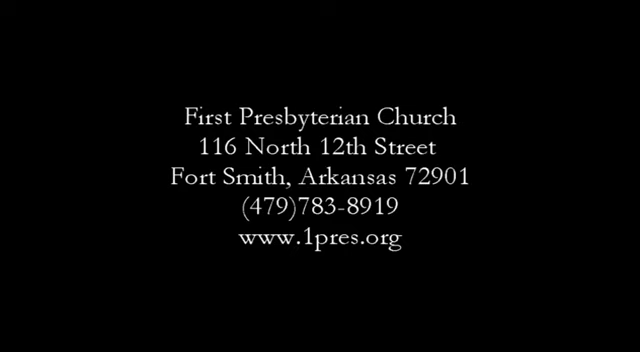 First Presbyterian Church
116 North 12th Street
Fort Smith, Arkansas 72901
(479)783-8919
www.1pres.org